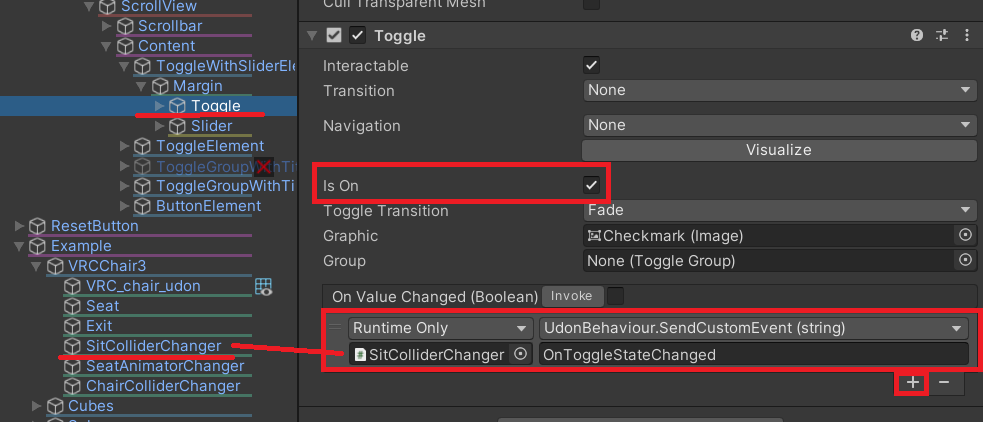 ScrollView
Scrollbar
Content
ToggleWithSliderEle
Margin
Toggle
Slider
ToggleElement
ToggleGroupWithTit
ToggleGroupWithTi
ButtonElement
ResetButton
Example
VRCChair3
VRC_chair_udon
Seat
Exit
SitColliderChanger
SeatAnimatorChanger
ChairColliderChanger
Cubes
Cull Transparent Mesh
Toggle
Interactable
Transition None
Navigation None
Visualize
Is On
Toggle Transition Fade
Graphic Checkmark (Image)
Group None (Toggle Group)
On Value Changed (Boolean) Invoke
Runtime Only UdonBehaviour.SendCustomEvent (string)
SitColliderChanger OnToggleStateChanged
+ −